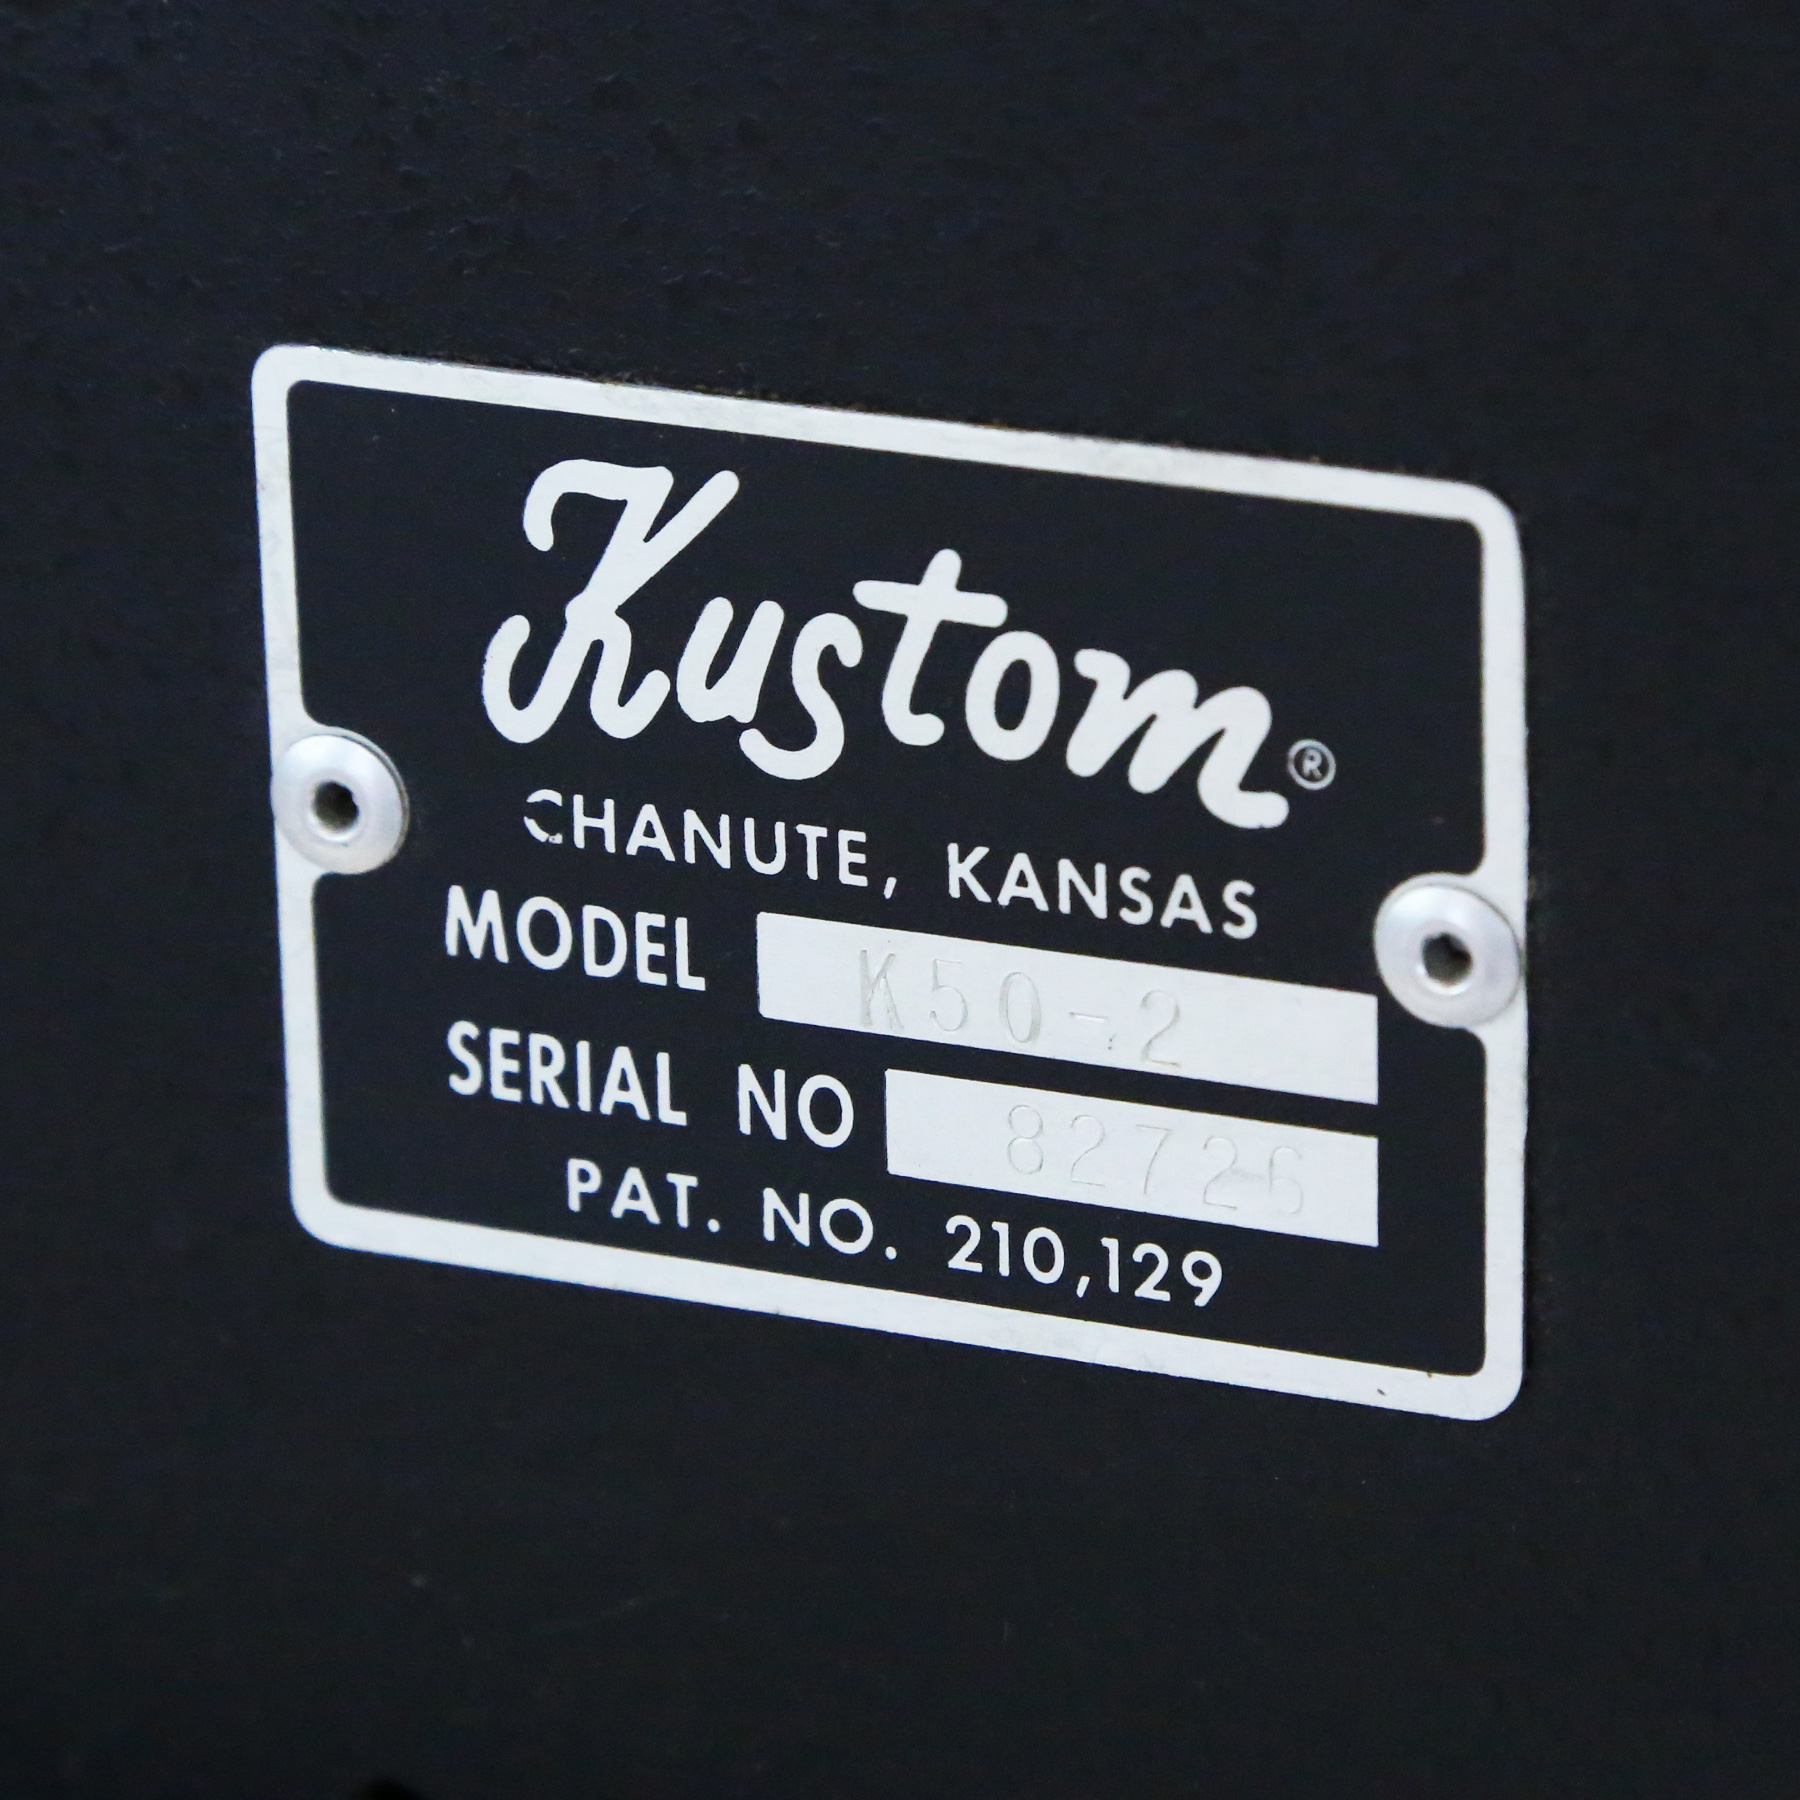 Kustom®
CHANUTE, KANSAS
MODEL K50-2
SERIAL NO 82726
PAT. NO. 210,129